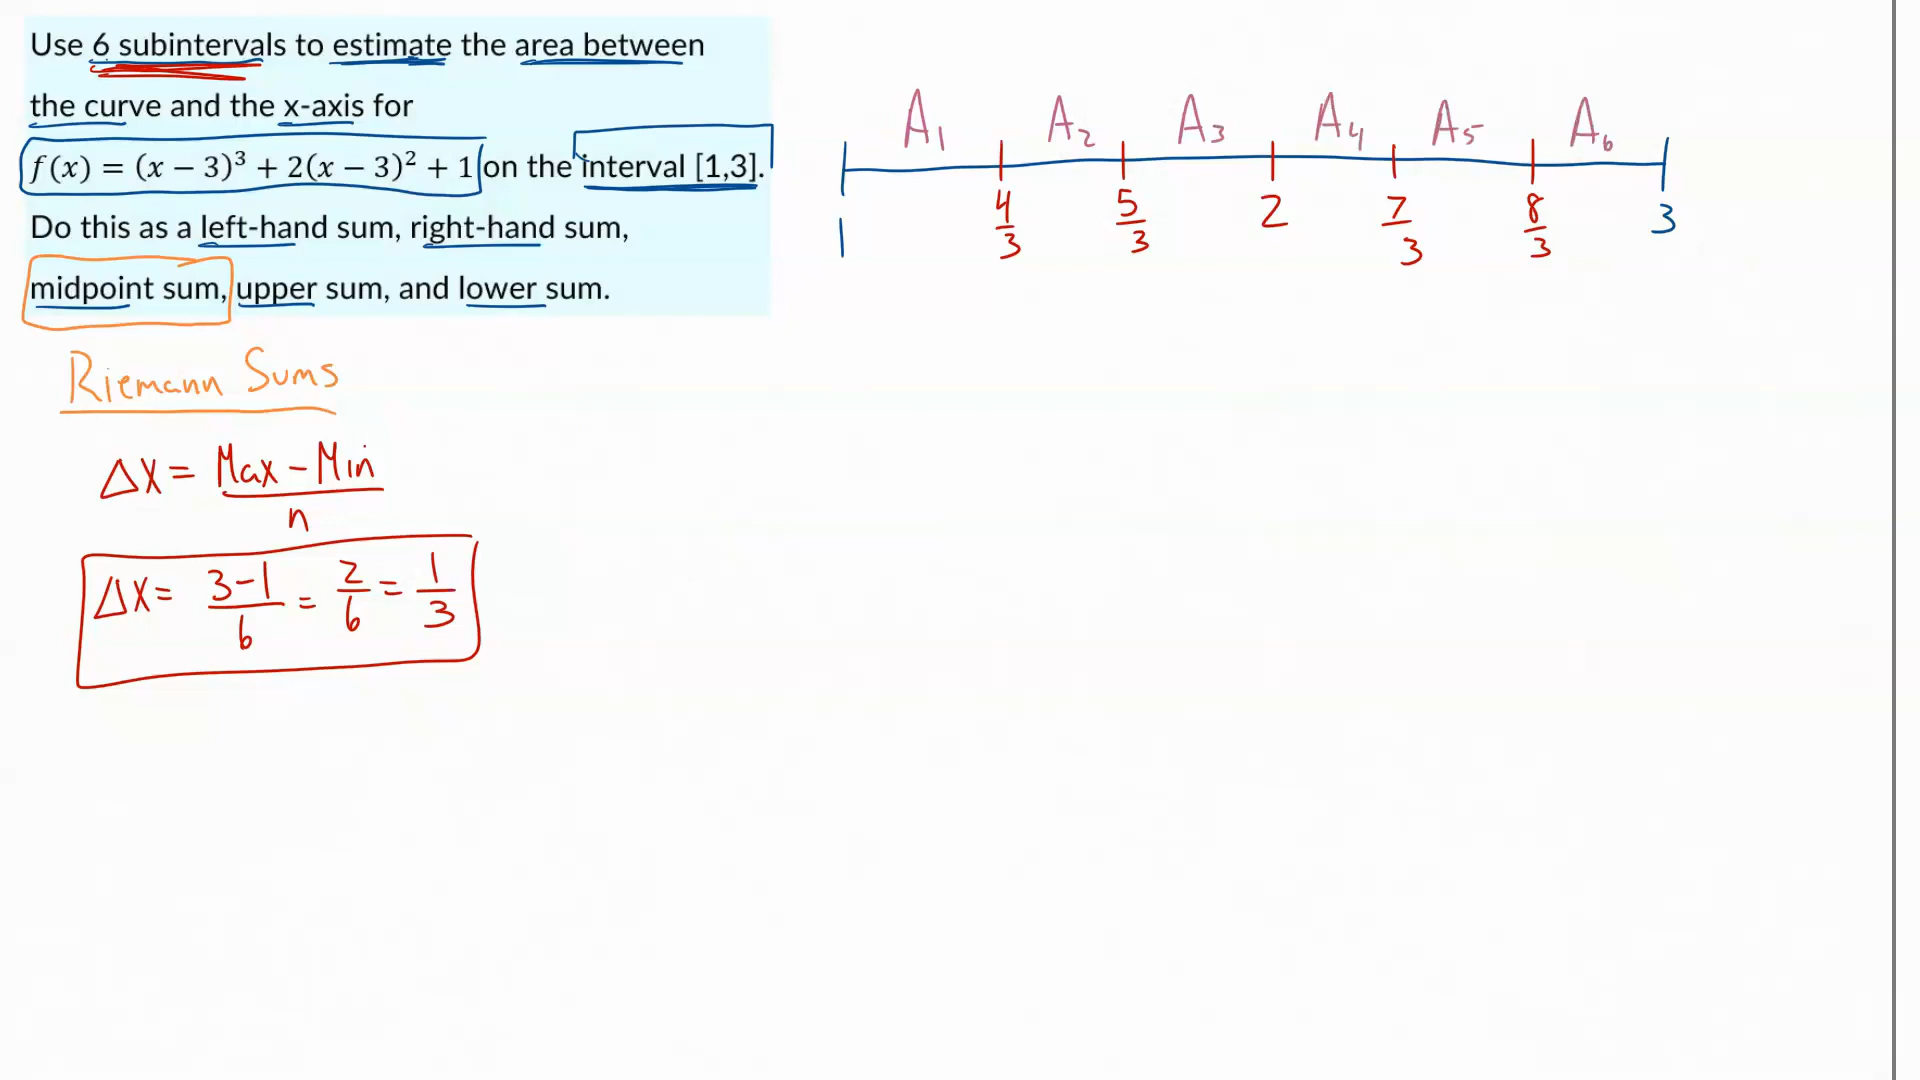 Use 6 subintervals to estimate the area between
the curve and the x-axis for
f(x) = (x − 3)³ + 2(x − 3)² + 1 on the interval [1,3].
Do this as a left-hand sum, right-hand sum,
midpoint sum, upper sum, and lower sum.
A₁ A₂ A₃ A₄ A₅ A₆
1 4/3 5/3 2 7/3 8/3 3
Riemann Sums
Δx = Max − Min / n
Δx = 3−1/6 = 2/6 = 1/3